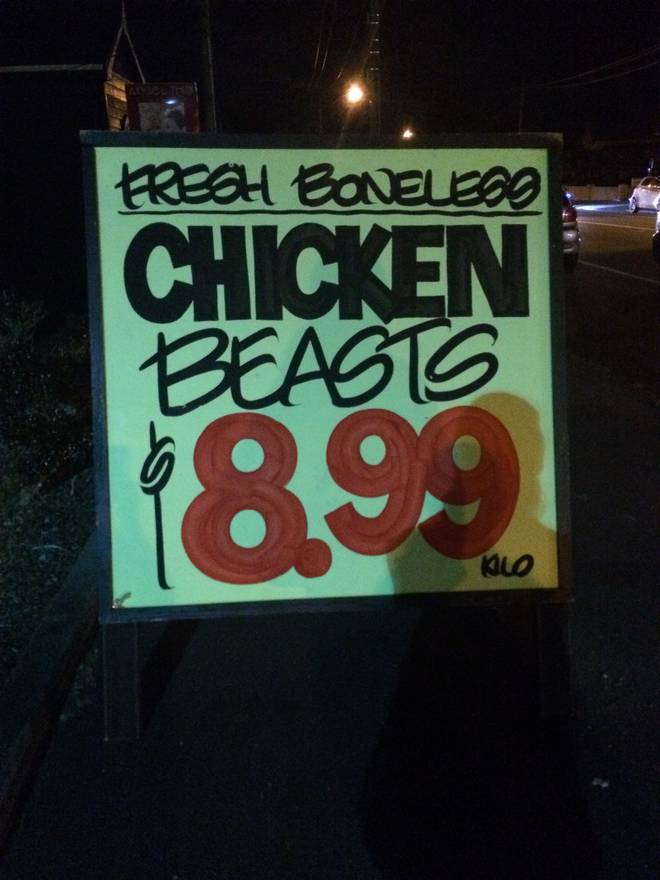 FRESH BONELESS
CHICKEN
BEASTS
$8.99
KILO